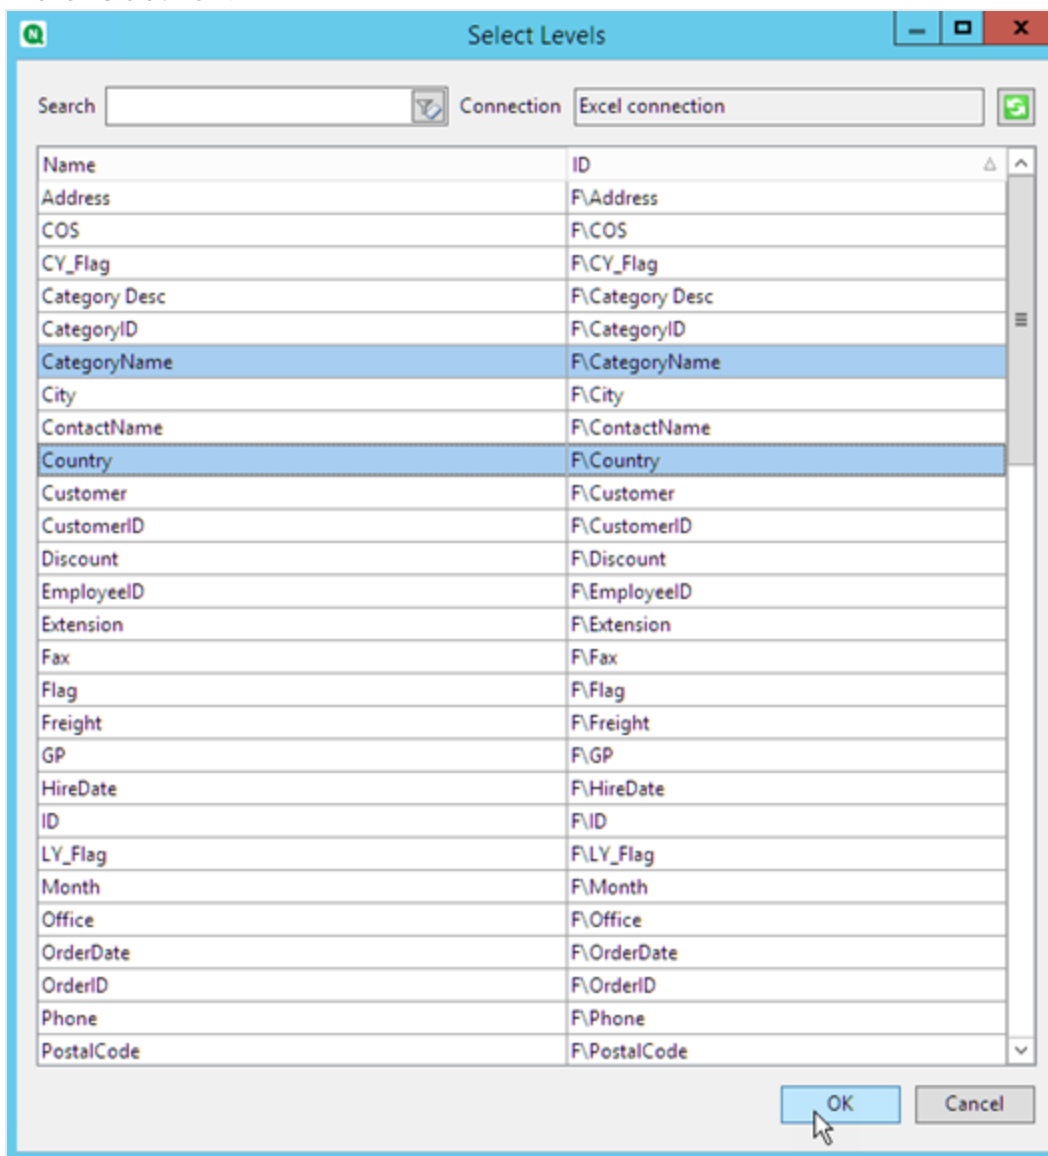 Select Levels
Search Connection Excel connection
Name ID
Address F\Address
COS F\COS
CY_Flag F\CY_Flag
Category Desc F\Category Desc
CategoryID F\CategoryID
CategoryName F\CategoryName
City F\City
ContactName F\ContactName
Country F\Country
Customer F\Customer
CustomerID F\CustomerID
Discount F\Discount
EmployeeID F\EmployeeID
Extension F\Extension
Fax F\Fax
Flag F\Flag
Freight F\Freight
GP F\GP
HireDate F\HireDate
ID F\ID
LY_Flag F\LY_Flag
Month F\Month
Office F\Office
OrderDate F\OrderDate
OrderID F\OrderID
Phone F\Phone
PostalCode F\PostalCode
OK Cancel